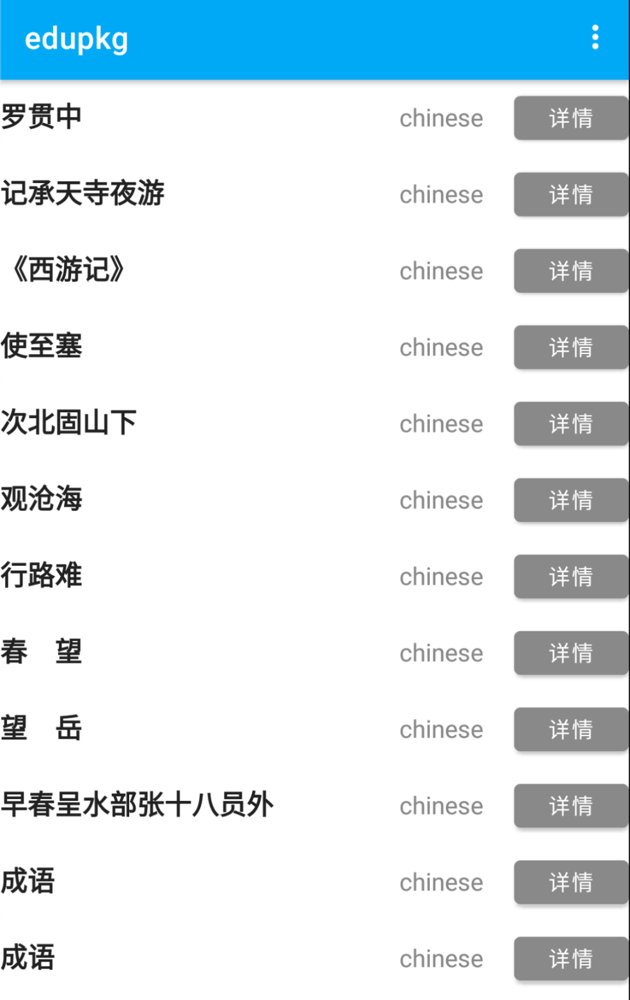 edupkg
罗贯中 chinese 详情
记承天寺夜游 chinese 详情
《西游记》 chinese 详情
使至塞 chinese 详情
次北固山下 chinese 详情
观沧海 chinese 详情
行路难 chinese 详情
春　望 chinese 详情
望　岳 chinese 详情
早春呈水部张十八员外 chinese 详情
成语 chinese 详情
成语 chinese 详情